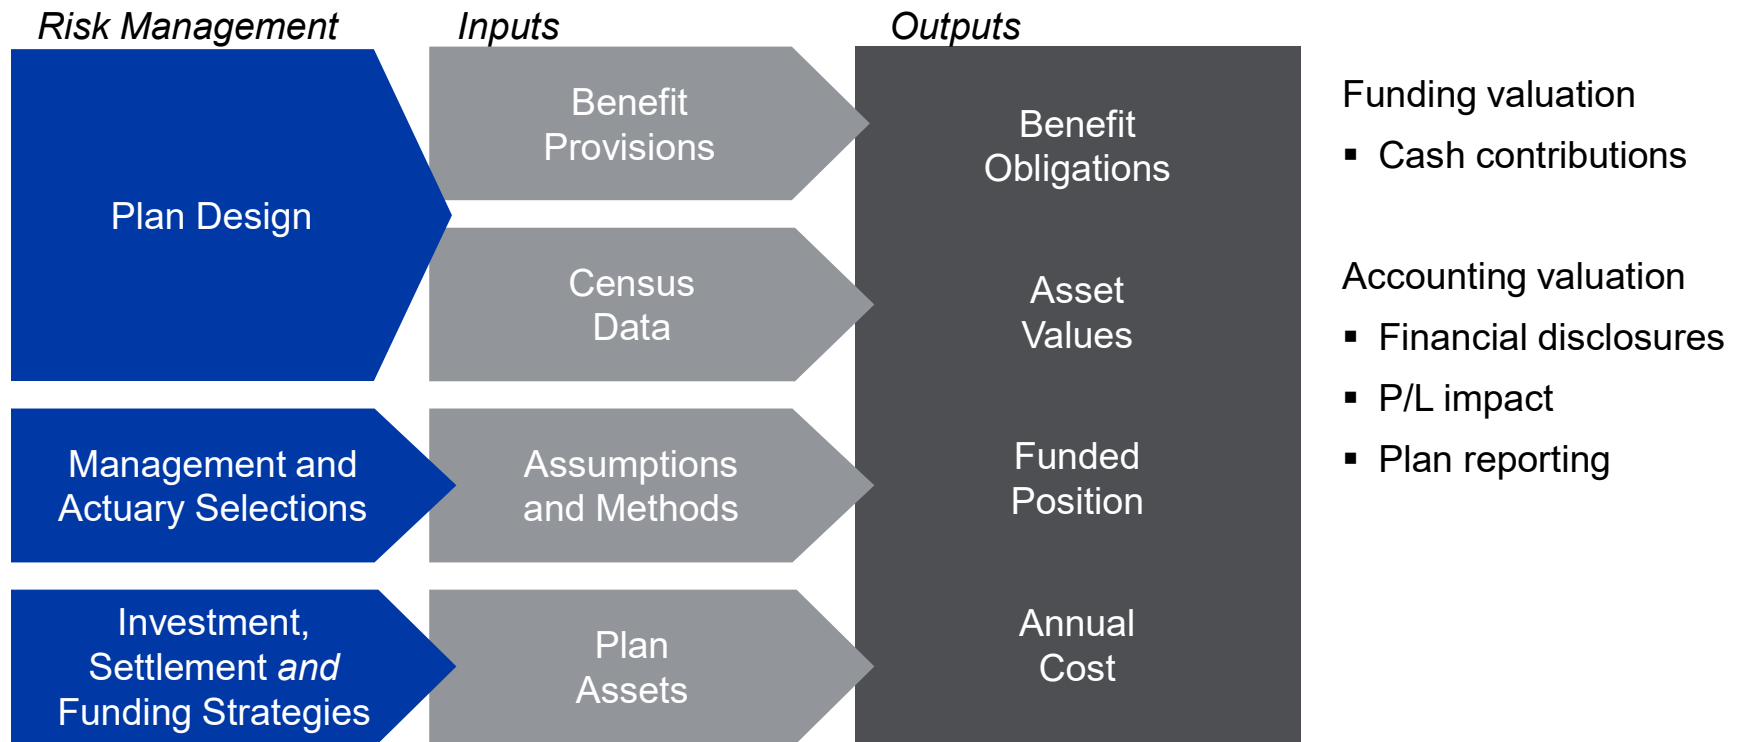 Risk Management
Inputs
Outputs
Plan Design
Management and
Actuary Selections
Investment,
Settlement and
Funding Strategies
Benefit
Provisions
Census
Data
Assumptions
and Methods
Plan
Assets
Benefit
Obligations
Asset
Values
Funded
Position
Annual
Cost
Funding valuation
▪ Cash contributions
Accounting valuation
▪ Financial disclosures
▪ P/L impact
▪ Plan reporting